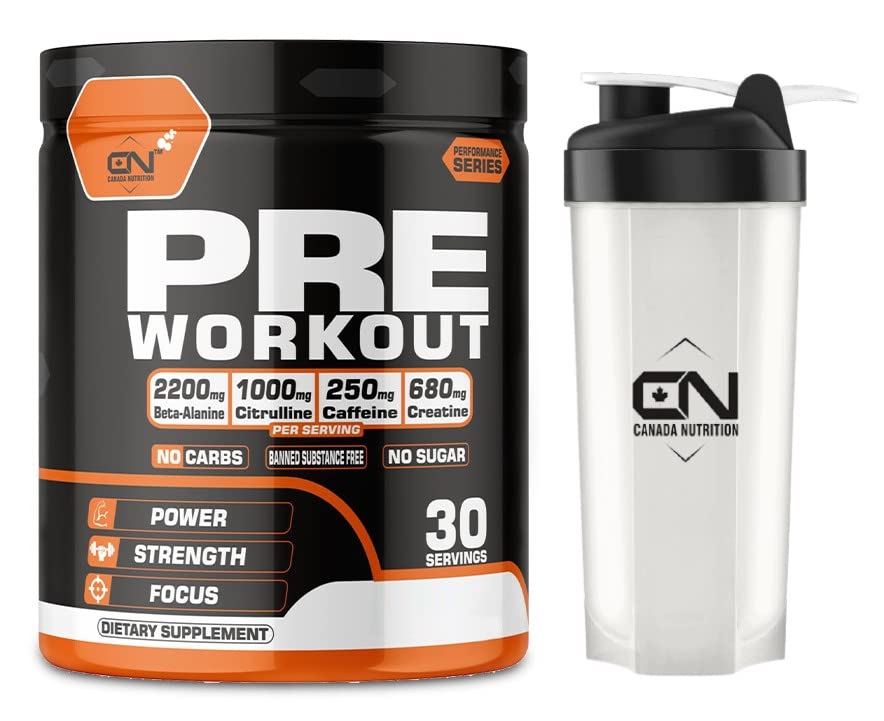 CN™
CANADA NUTRITION
PERFORMANCE
SERIES
PRE
WORKOUT
2200mg 1000mg 250mg 680mg
Beta-Alanine Citrulline Caffeine Creatine
PER SERVING
NO CARBS BANNED SUBSTANCE FREE NO SUGAR
POWER
STRENGTH
FOCUS
30
SERVINGS
DIETARY SUPPLEMENT
CN
CANADA NUTRITION